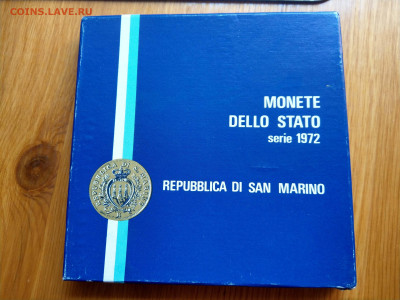 COINS.LAVE.RU
MONETE
DELLO STATO
serie 1972
REPUBBLICA DI SAN MARINO